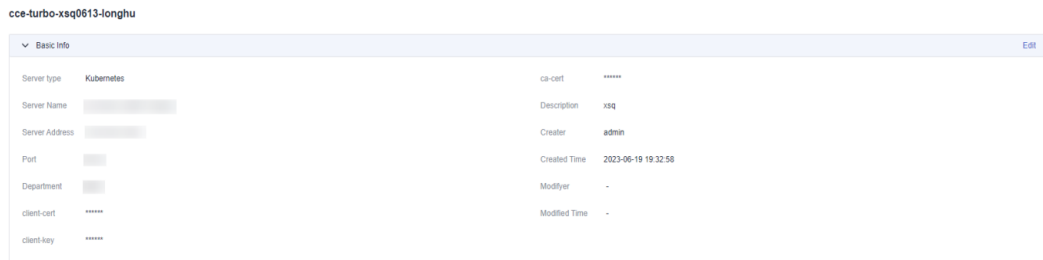 cce-turbo-xsq0613-longhu
Basic Info
Edit
Server type Kubernetes
Server Name
Server Address
Port
Department
client-cert ******
client-key ******
ca-cert ******
Description xsq
Creater admin
Created Time 2023-06-19 19:32:58
Modifyer -
Modified Time -